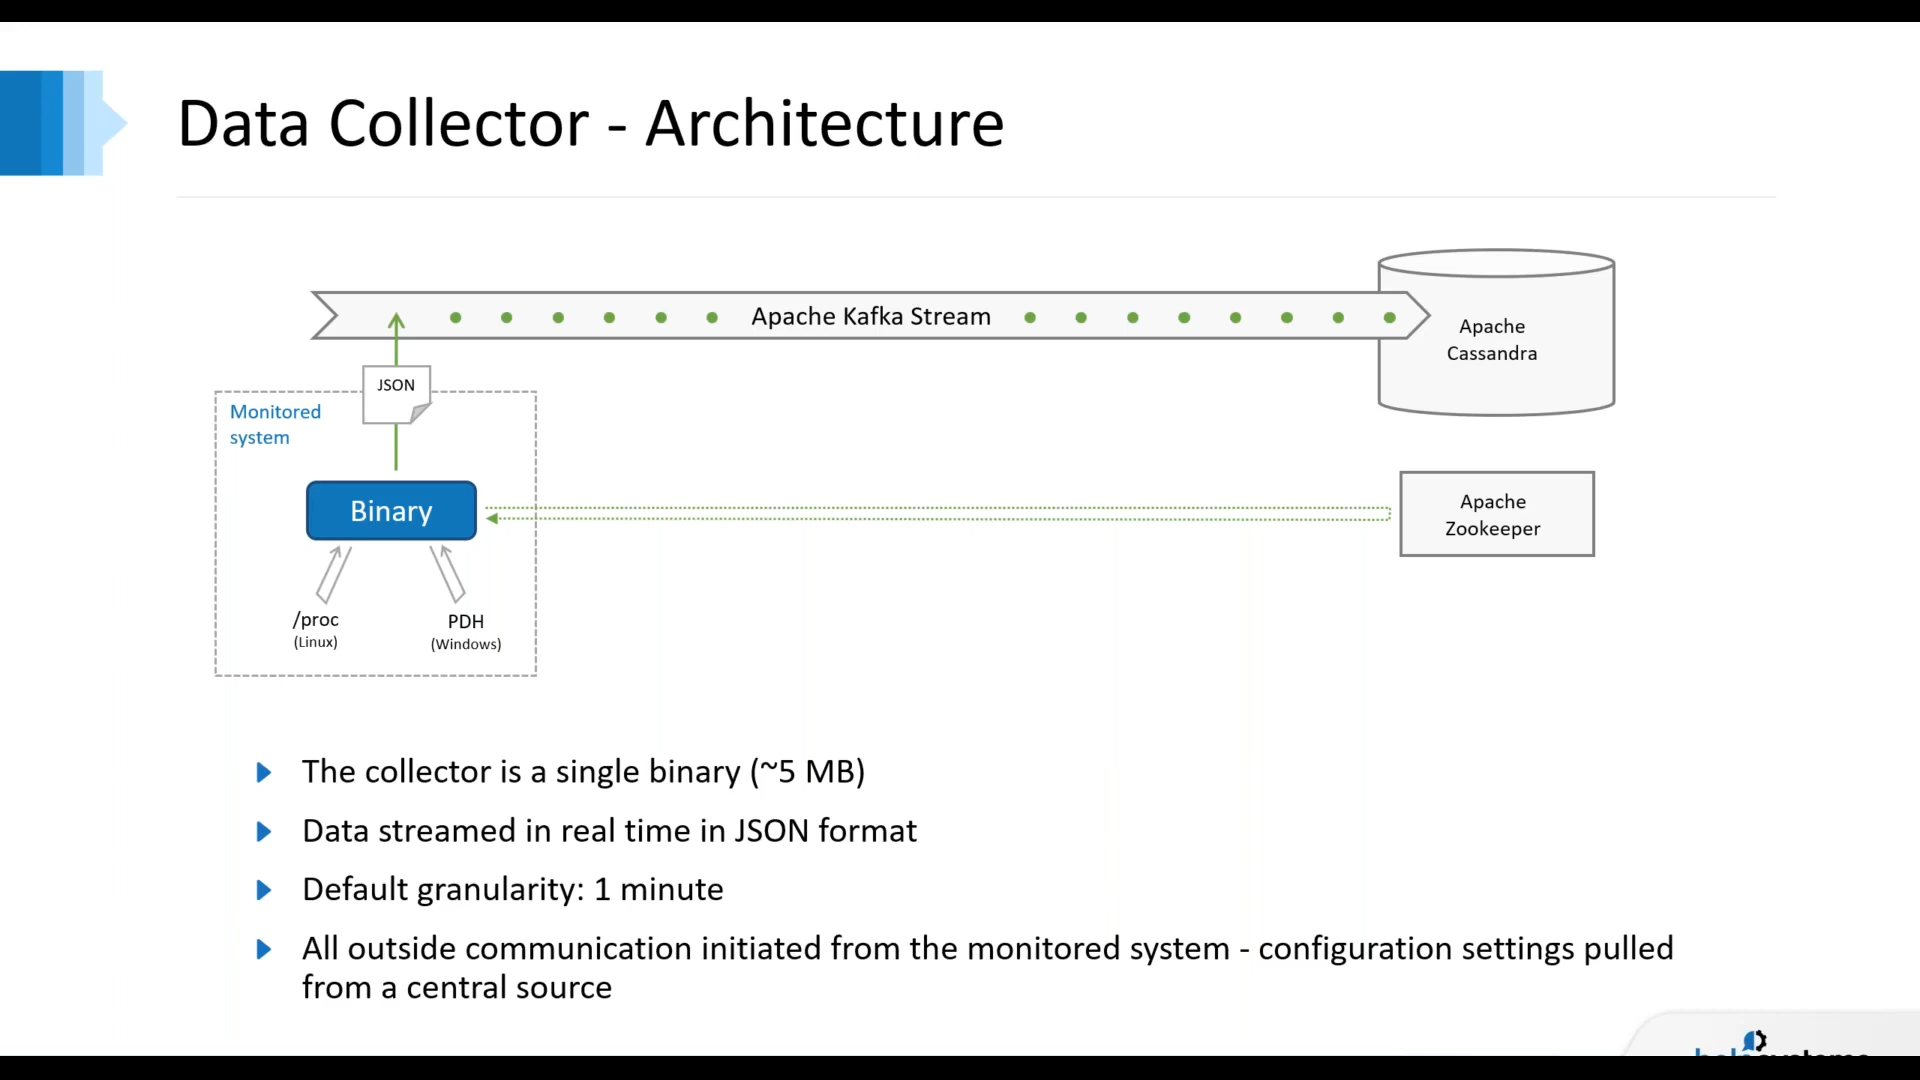 Data Collector - Architecture
Apache Kafka Stream
Apache
Cassandra
JSON
Monitored
system
Binary
Apache
Zookeeper
/proc
(Linux)
PDH
(Windows)
The collector is a single binary (~5 MB)
Data streamed in real time in JSON format
Default granularity: 1 minute
All outside communication initiated from the monitored system - configuration settings pulled
from a central source